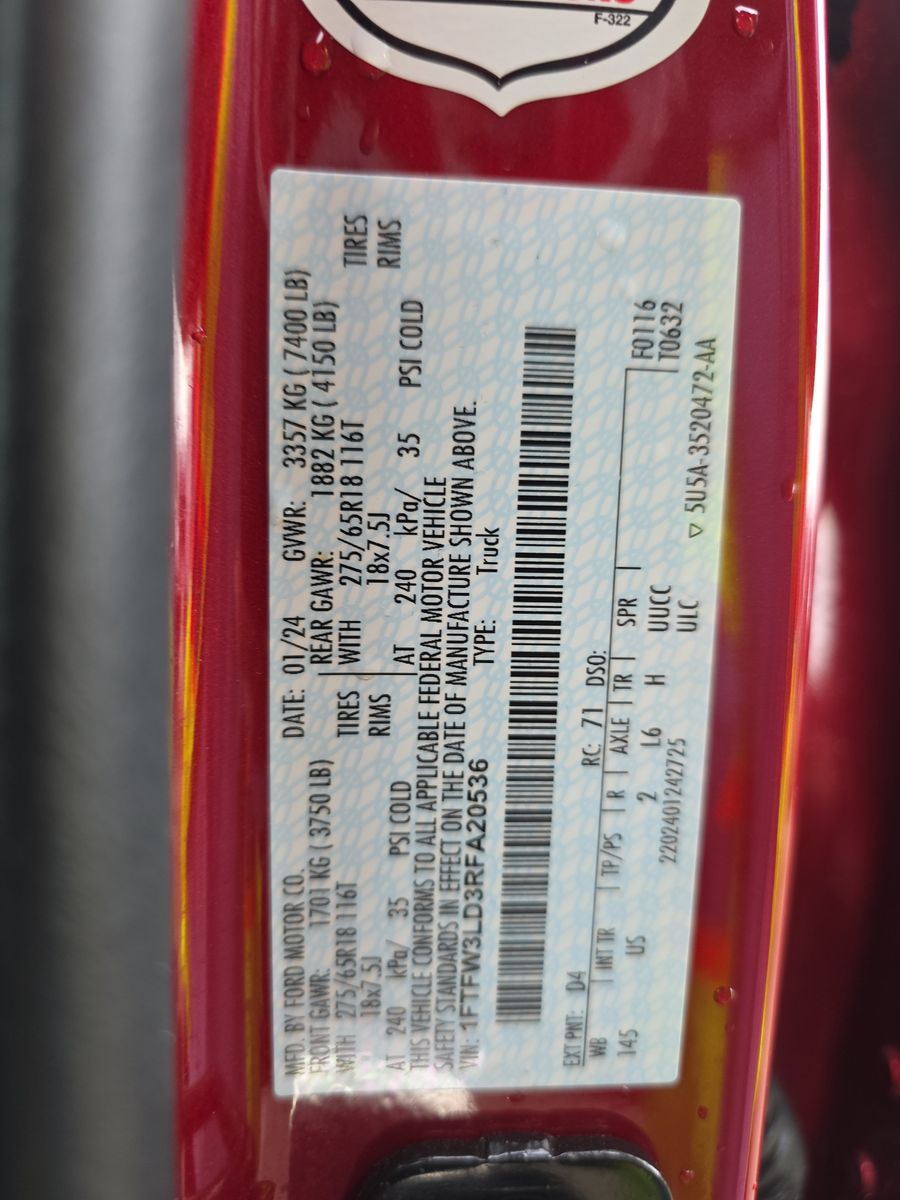 F-322
MFD. BY FORD MOTOR CO. DATE: 01/24 GVWR: 3357 KG ( 7400 LB)
FRONT GAWR: 1701 KG ( 3750 LB) REAR GAWR: 1882 KG ( 4150 LB)
WITH 275/65R18 116T TIRES WITH 275/65R18 116T TIRES
18x7.5J RIMS 18x7.5J RIMS
AT 240 kPa/ 35 PSI COLD AT 240 kPa/ 35 PSI COLD
THIS VEHICLE CONFORMS TO ALL APPLICABLE FEDERAL MOTOR VEHICLE
SAFETY STANDARDS IN EFFECT ON THE DATE OF MANUFACTURE SHOWN ABOVE.
VIN: 1FTFW3LD3RFA20536 TYPE: Truck
EXT PNT: D4 RC: 71 DSO: F0116
WB INT TR TP/PS R AXLE TR SPR T0632
145 US 2 L6 H UUCC
ULC
2202401242725 ▽ 5U5A-3520472-AA